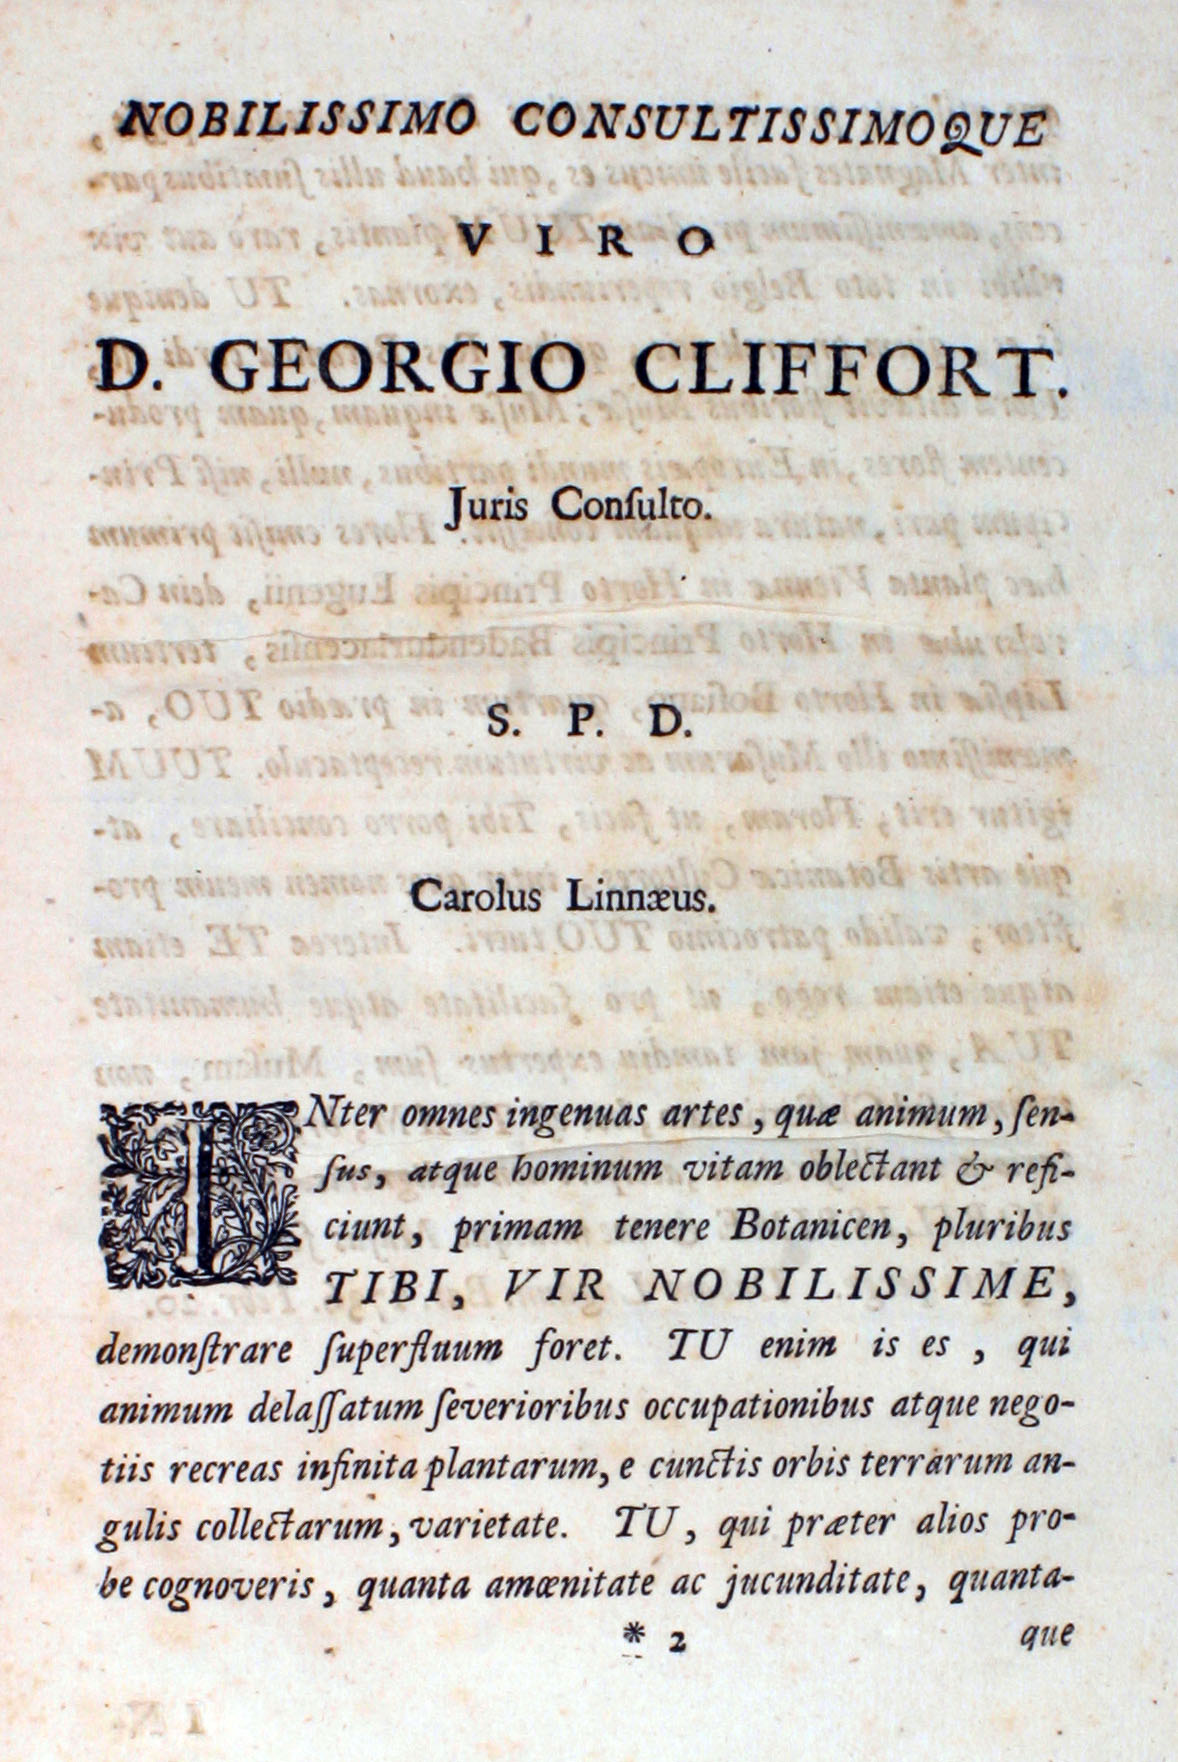 NOBILISSIMO CONSULTISSIMOQUE
VIRO
D. GEORGIO CLIFFORT.
Juris Conſulto.
S. P. D.
Carolus Linnæus.
INter omnes ingenuas artes, quæ animum, ſen-
ſus, atque hominum vitam oblectant & refi-
ciunt, primam tenere Botanicen, pluribus
TIBI, VIR NOBILISSIME,
demonſtrare ſuperfluum foret. TU enim is es, qui
animum delaſſatum ſeverioribus occupationibus atque nego-
tiis recreas infinita plantarum, e cunctis orbis terrarum an-
gulis collectarum, varietate. TU, qui præter alios pro-
be cognoveris, quanta amœnitate ac jucunditate, quanta-
* 2
que